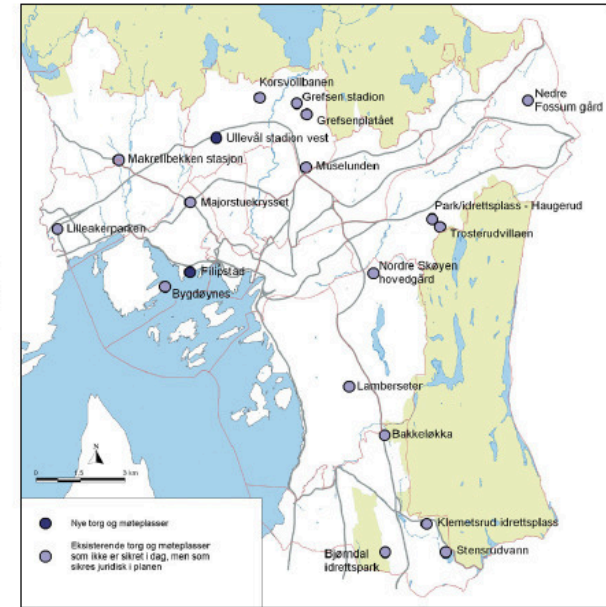 Korsvollbanen
Grefsen stadion
Grefsenplatået
Nedre
Fossum gård
Ullevål stadion vest
Makrellbekken stasjon
Muselunden
Majorstuekrysset
Park/idrettsplass - Haugerud
Trosterudvillaen
Lilleakerparken
Filipstad
Nordre Skøyen
hovedgård
Bygdøynes
Lamberseter
Bakkeløkka
N
0 1,5 3 km
Klemetsrud idrettsplass
Nye torg og møteplasser
Eksisterende torg og møteplasser
som ikke er sikret i dag, men som
sikres juridisk i planen
Bjørndal
idrettspark
Stensrudvann